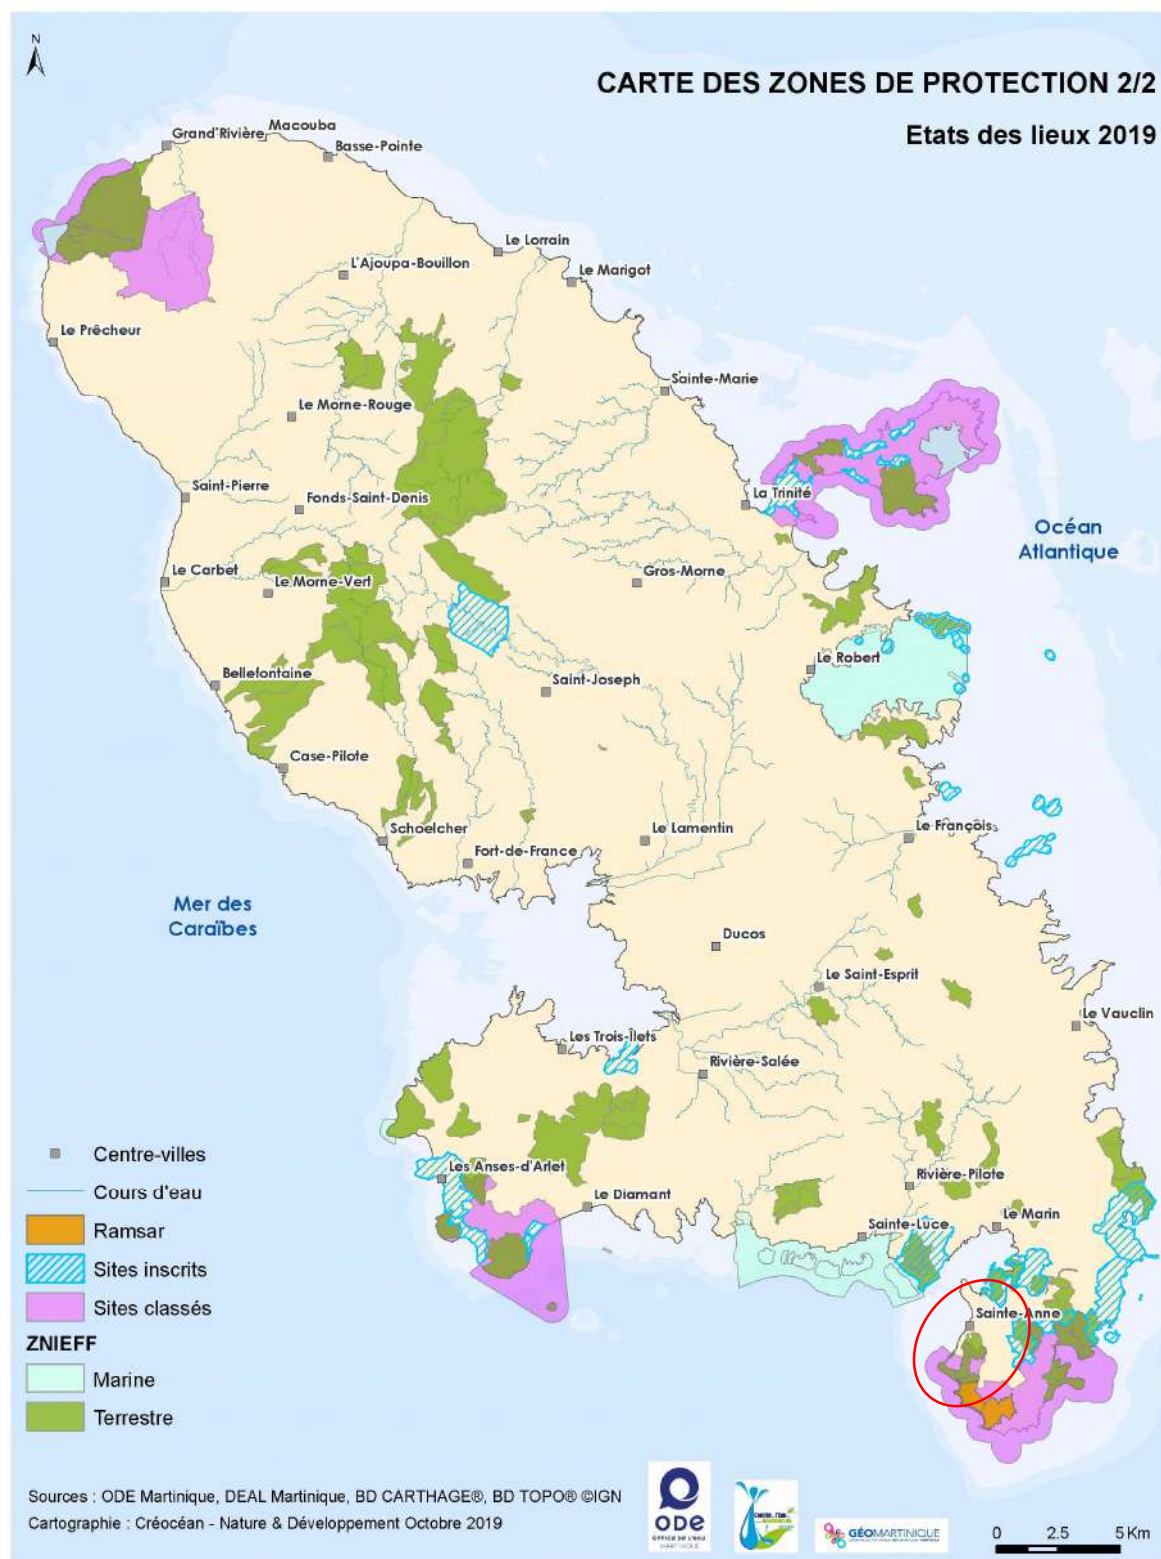 N
CARTE DES ZONES DE PROTECTION 2/2
Etats des lieux 2019
Grand'Rivière
Macouba
Basse-Pointe
Le Lorrain
L'Ajoupa-Bouillon
Le Marigot
Le Prêcheur
Sainte-Marie
Le Morne-Rouge
Saint-Pierre
Fonds-Saint-Denis
La Trinité
Océan
Atlantique
Le Carbet
Le Morne-Vert
Gros-Morne
Le Robert
Bellefontaine
Saint-Joseph
Case-Pilote
Schoelcher
Le Lamentin
Le François
Fort-de-France
Mer des
Caraïbes
Ducos
Le Saint-Esprit
Le Vauclin
Les Trois-Îlets
Rivière-Salée
Les Anses-d'Arlet
Rivière-Pilote
Le Diamant
Sainte-Luce
Le Marin
Sainte-Anne
Centre-villes
Cours d'eau
Ramsar
Sites inscrits
Sites classés
ZNIEFF
Marine
Terrestre
Sources : ODE Martinique, DEAL Martinique, BD CARTHAGE®, BD TOPO® ©IGN
Cartographie : Créocéan - Nature & Développement Octobre 2019
ODE
OFFICE DE L'EAU
MARTINIQUE
GÉOMARTINIQUE
0 2.5 5 Km